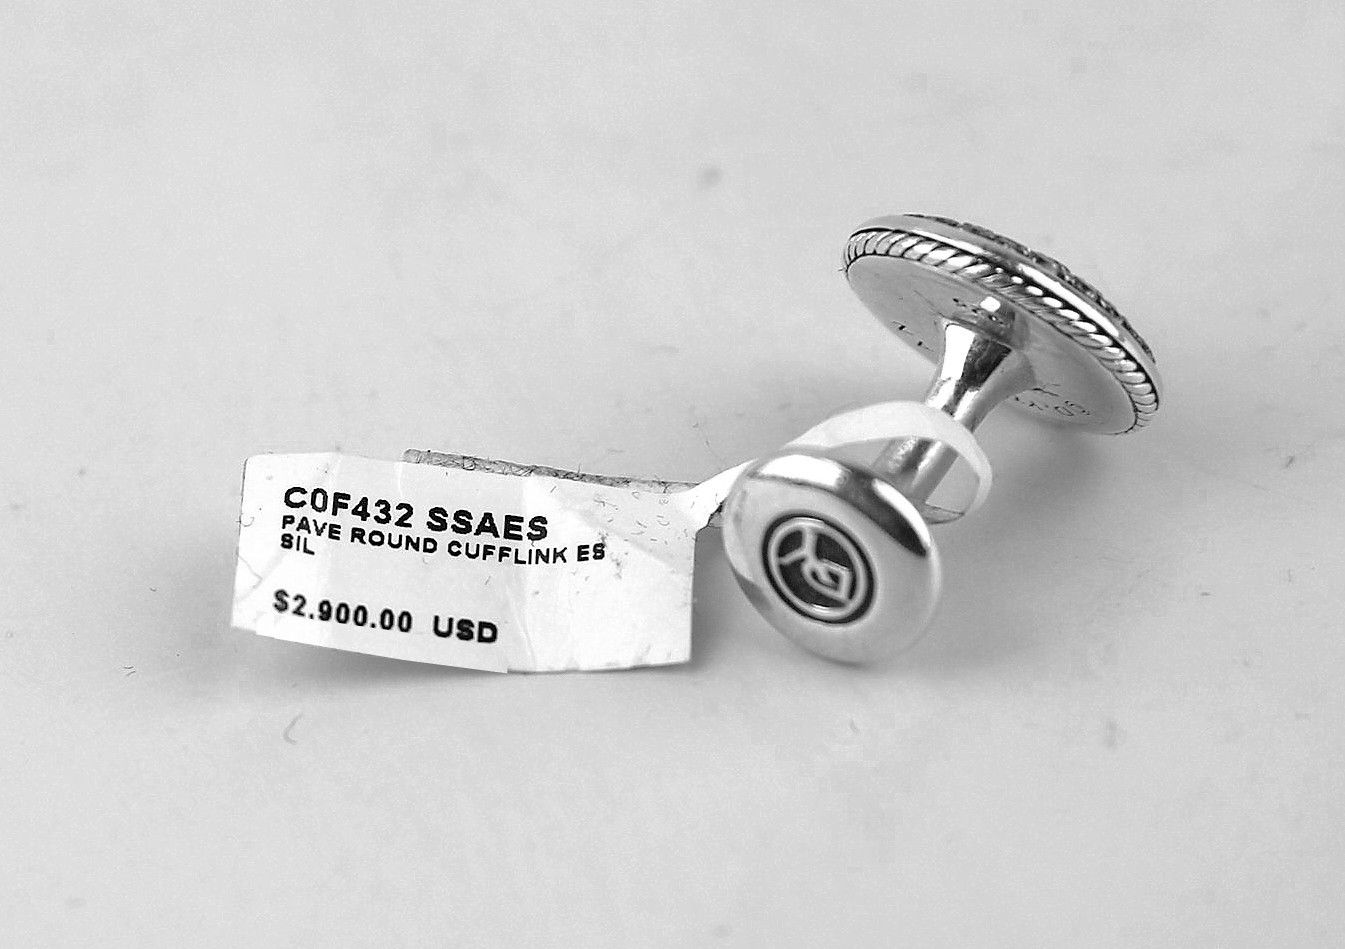 C0F432 SSAES
PAVE ROUND CUFFLINK ES
SIL
$2.900.00 USD